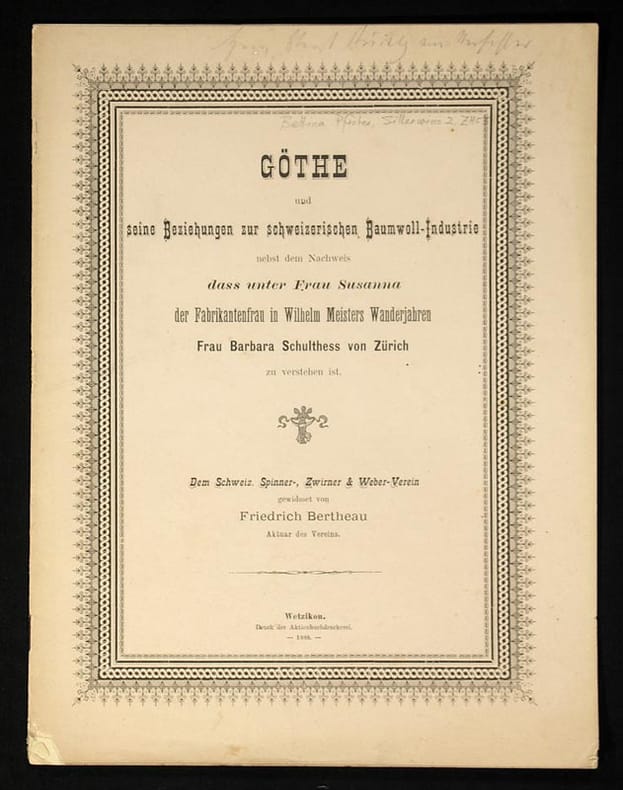 Bettina Pfister,
GÖTHE
und
seine Beziehungen zur schweizerischen Baumwoll-Industrie
nebst dem Nachweis
dass unter Frau Susanna
der Fabrikantenfrau in Wilhelm Meisters Wanderjahren
Frau Barbara Schulthess von Zürich
zu verstehen ist.
Dem Schweiz. Spinner-, Zwirner & Weber-Verein
gewidmet von
Friedrich Bertheau
Aktuar des Vereins.
Wetzikon.
Druck der Aktienbuchdruckerei.